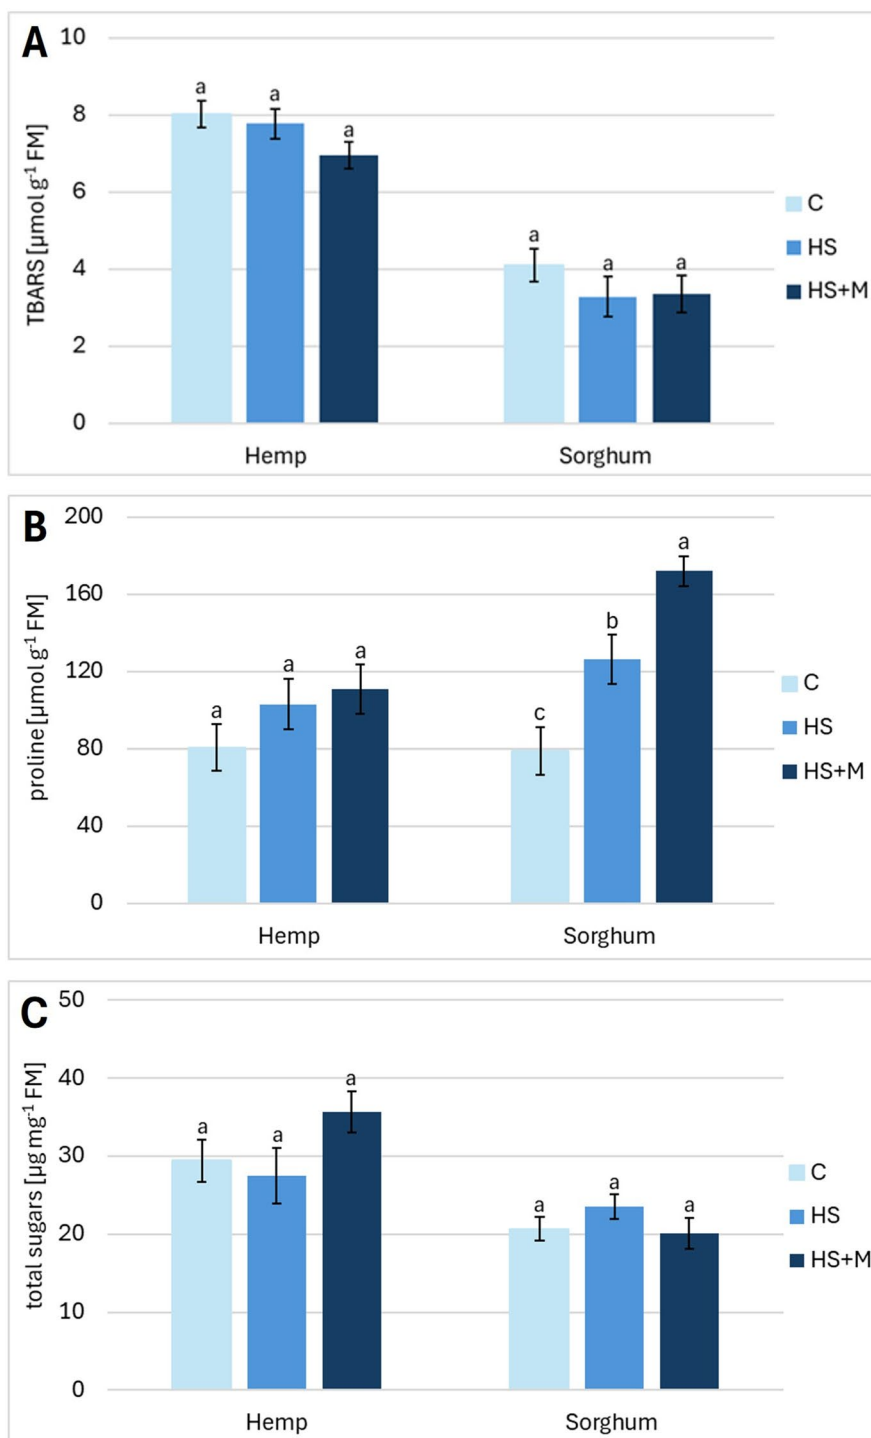 A
10
8
6
4
2
0
TBARS [µmol g⁻¹ FM]
a
a
a
a
a
a
Hemp
Sorghum
C
HS
HS+M
B
200
160
120
80
40
0
proline [µmol g⁻¹ FM]
a
a
a
c
b
a
Hemp
Sorghum
C
HS
HS+M
C
50
40
30
20
10
0
total sugars [µg mg⁻¹ FM]
a
a
a
a
a
a
Hemp
Sorghum
C
HS
HS+M